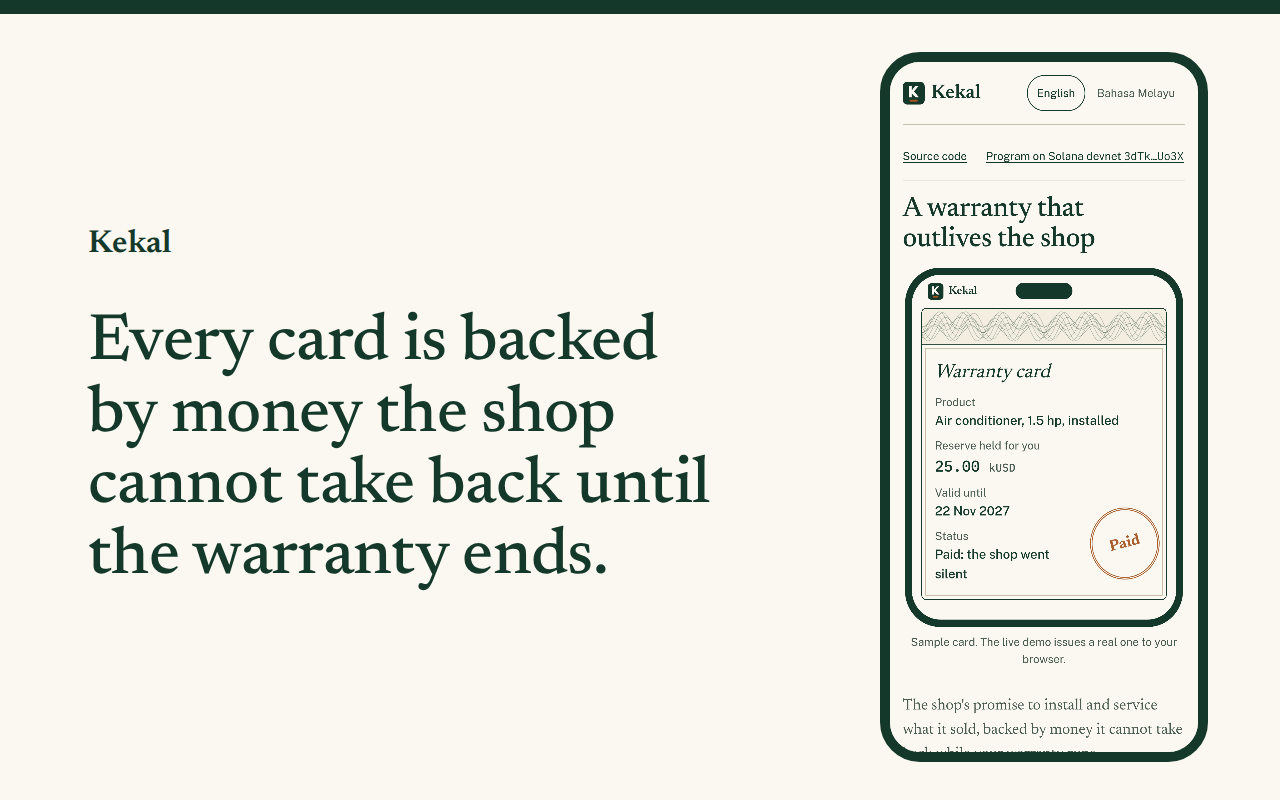 Kekal
Every card is backed
by money the shop
cannot take back until
the warranty ends.
K Kekal
English
Bahasa Melayu
Source code
Program on Solana devnet 3dTk…Uo3X
A warranty that
outlives the shop
K Kekal
Warranty card
Product
Air conditioner, 1.5 hp, installed
Reserve held for you
25.00 kUSD
Valid until
22 Nov 2027
Status
Paid: the shop went
silent
Paid
Sample card. The live demo issues a real one to your
browser.
The shop's promise to install and service
what it sold, backed by money it cannot take